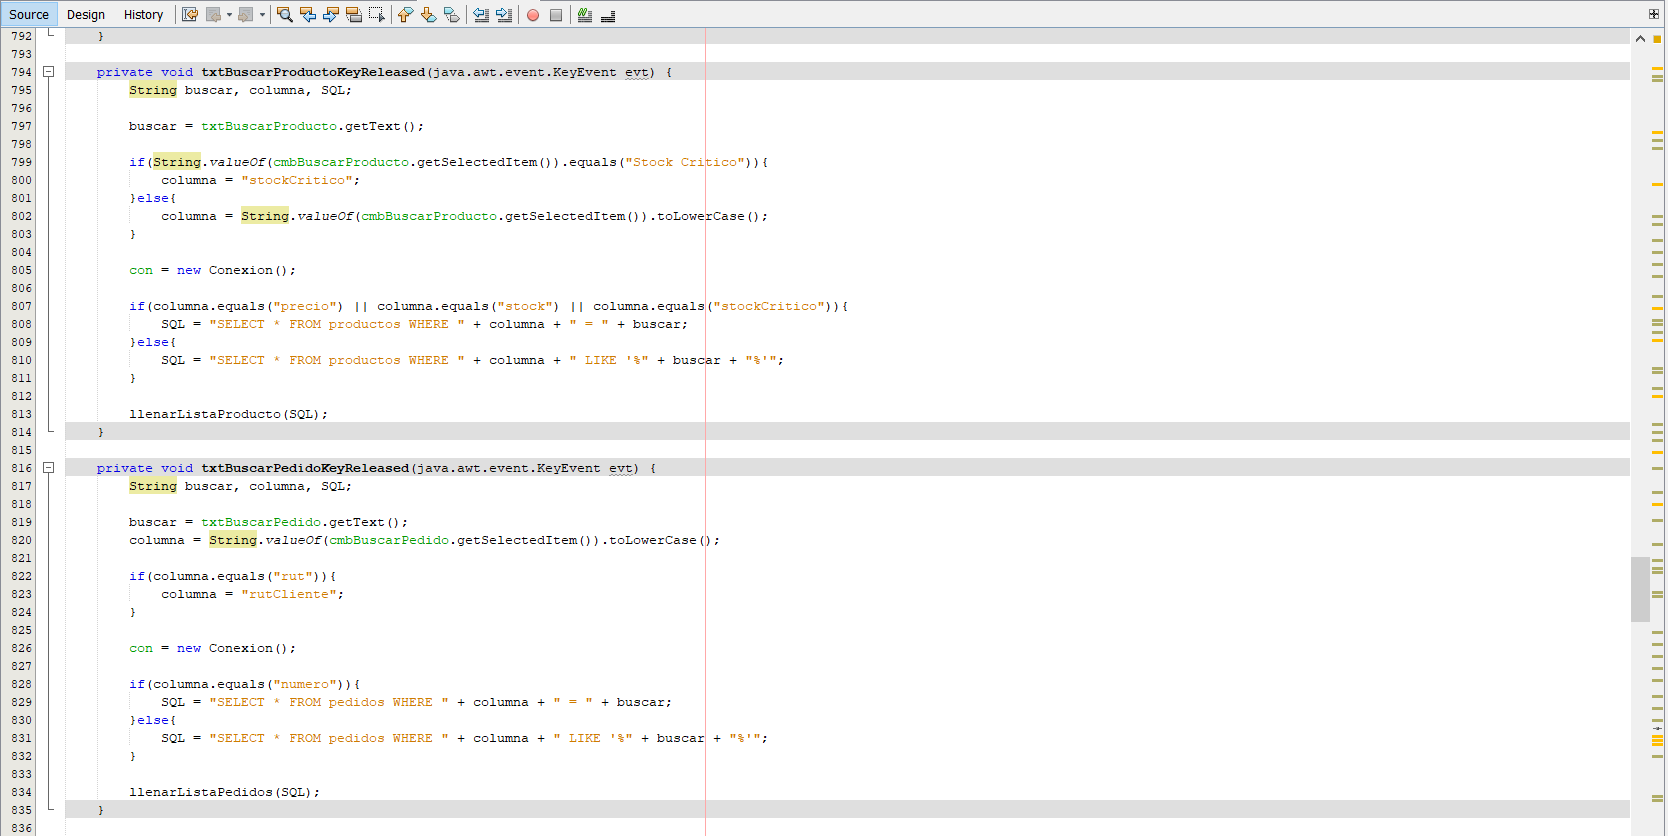 Source Design History
792 }
793
794 private void txtBuscarProductoKeyReleased(java.awt.event.KeyEvent evt) {
795 String buscar, columna, SQL;
796
797 buscar = txtBuscarProducto.getText();
798
799 if(String.valueOf(cmbBuscarProducto.getSelectedItem()).equals("Stock Critico")){
800 columna = "stockCritico";
801 }else{
802 columna = String.valueOf(cmbBuscarProducto.getSelectedItem()).toLowerCase();
803 }
804
805 con = new Conexion();
806
807 if(columna.equals("precio") || columna.equals("stock") || columna.equals("stockCritico")){
808 SQL = "SELECT * FROM productos WHERE " + columna + " = " + buscar;
809 }else{
810 SQL = "SELECT * FROM productos WHERE " + columna + " LIKE '%" + buscar + "%'";
811 }
812
813 llenarListaProducto(SQL);
814 }
815
816 private void txtBuscarPedidoKeyReleased(java.awt.event.KeyEvent evt) {
817 String buscar, columna, SQL;
818
819 buscar = txtBuscarPedido.getText();
820 columna = String.valueOf(cmbBuscarPedido.getSelectedItem()).toLowerCase();
821
822 if(columna.equals("rut")){
823 columna = "rutCliente";
824 }
825
826 con = new Conexion();
827
828 if(columna.equals("numero")){
829 SQL = "SELECT * FROM pedidos WHERE " + columna + " = " + buscar;
830 }else{
831 SQL = "SELECT * FROM pedidos WHERE " + columna + " LIKE '%" + buscar + "%'";
832 }
833
834 llenarListaPedidos(SQL);
835 }
836